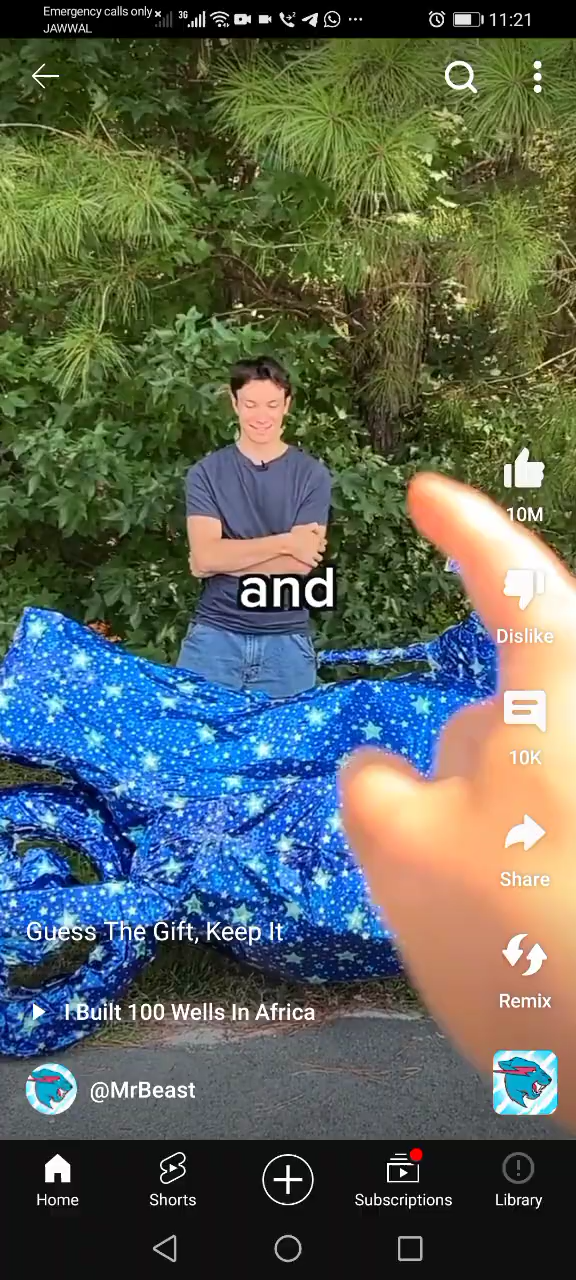 Emergency calls only
JAWWAL
3G
11:21
and
10M
Dislike
10K
Share
Remix
Guess The Gift, Keep It
I Built 100 Wells In Africa
@MrBeast
Home
Shorts
Subscriptions
Library